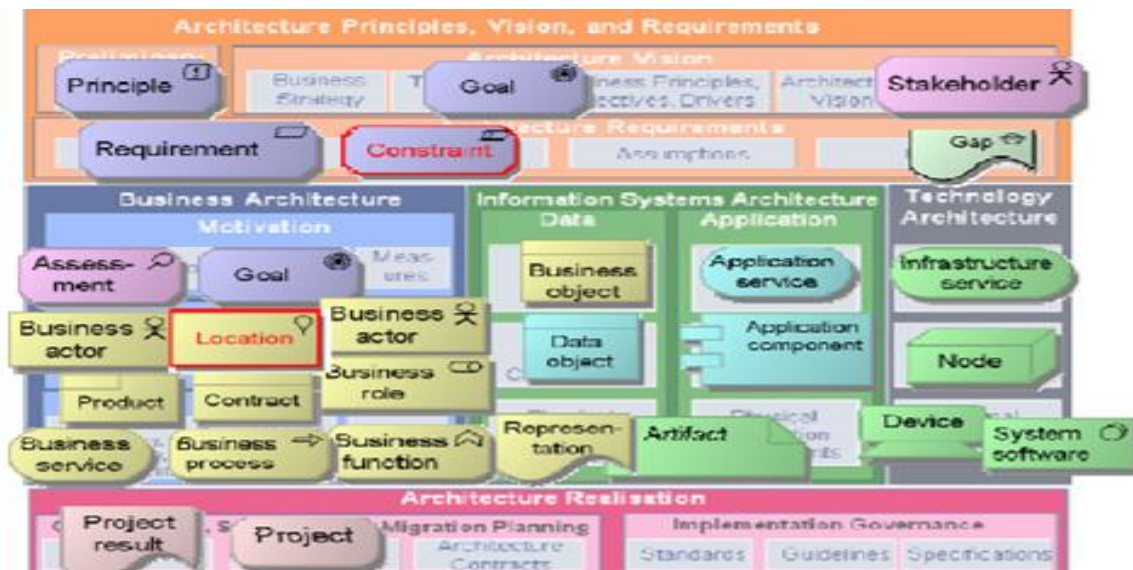 Architecture Principles, Vision, and Requirements
Preliminary
Architecture Vision
Principle
Business
Strategy
Goal
Principles,
Drivers
Vision
Stakeholder
Requirements
Requirement
Constraint
Assumptions
Gap
Business Architecture
Information Systems Architecture
Technology
Architecture
Motivation
Data
Application
Assess-
ment
Goal
Meas-
ures
Business
object
Application
service
Infrastructure
service
Business
actor
Location
Business
actor
Data
object
Application
component
Node
Product
Contract
Business
role
Business
service
Business
process
Business
function
Represen-
tation
Artifact
Device
System
software
Architecture Realisation
Project
result
Project
Migration Planning
Implementation Governance
Architecture
Contracts
Standards
Guidelines
Specifications